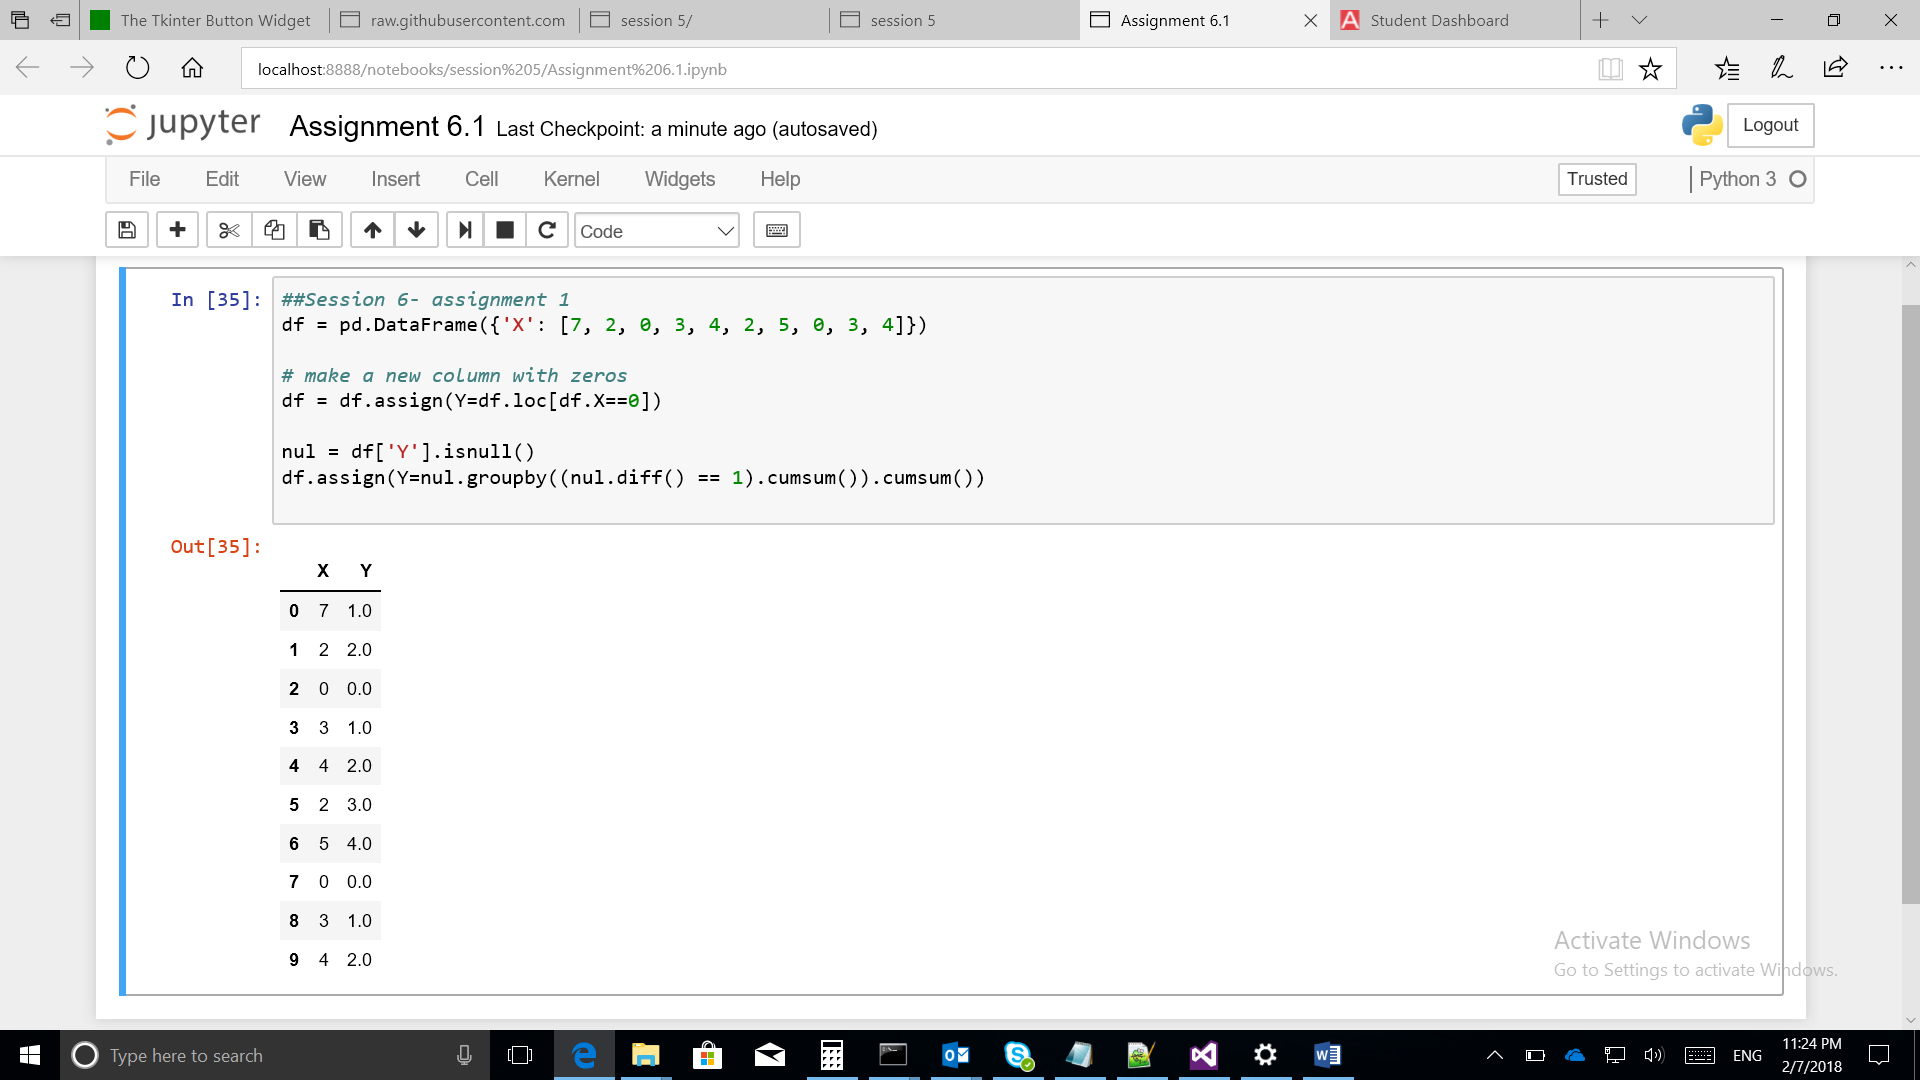 The Tkinter Button Widget
raw.githubusercontent.com
session 5/
session 5
Assignment 6.1
A Student Dashboard
localhost:8888/notebooks/session%205/Assignment%206.1.ipynb
jupyter Assignment 6.1 Last Checkpoint: a minute ago (autosaved)
Logout
File Edit View Insert Cell Kernel Widgets Help
Trusted
Python 3
Code
In [35]:
##Session 6- assignment 1
df = pd.DataFrame({'X': [7, 2, 0, 3, 4, 2, 5, 0, 3, 4]})
# make a new column with zeros
df = df.assign(Y=df.loc[df.X==0])
nul = df['Y'].isnull()
df.assign(Y=nul.groupby((nul.diff() == 1).cumsum()).cumsum())
Out[35]:
X Y
0 7 1.0
1 2 2.0
2 0 0.0
3 3 1.0
4 4 2.0
5 2 3.0
6 5 4.0
7 0 0.0
8 3 1.0
9 4 2.0
Activate Windows
Go to Settings to activate Windows.
Type here to search
ENG
11:24 PM
2/7/2018